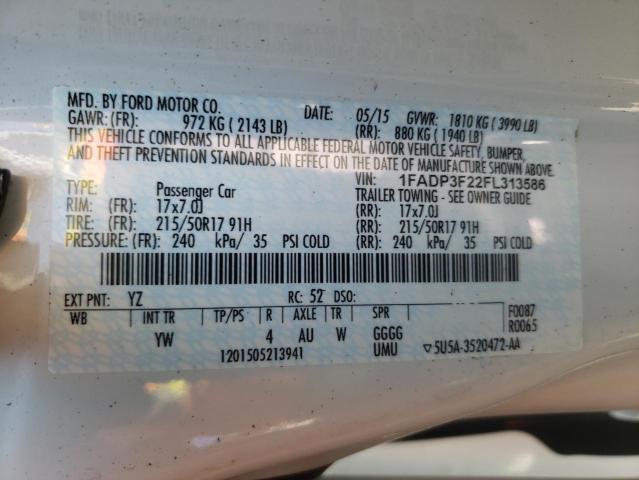 MFD. BY FORD MOTOR CO. DATE: 05/15 GVWR: 1810 KG ( 3990 LB)
GAWR: (FR): 972 KG ( 2143 LB) (RR): 880 KG ( 1940 LB)
THIS VEHICLE CONFORMS TO ALL APPLICABLE FEDERAL MOTOR VEHICLE SAFETY, BUMPER,
AND THEFT PREVENTION STANDARDS IN EFFECT ON THE DATE OF MANUFACTURE SHOWN ABOVE.
VIN: 1FADP3F22FL313586
TYPE: Passenger Car TRAILER TOWING - SEE OWNER GUIDE
RIM: (FR): 17x7.0J (RR): 17x7.0J
TIRE: (FR): 215/50R17 91H (RR): 215/50R17 91H
PRESSURE: (FR): 240 kPa/ 35 PSI COLD (RR): 240 kPa/ 35 PSI COLD
EXT PNT: YZ RC: 52 DSO:
WB INT TR TP/PS R AXLE TR SPR F0087
YW 4 AU W GGGG R0065
1201505213941 UMU ▽5U5A-3520472-AA